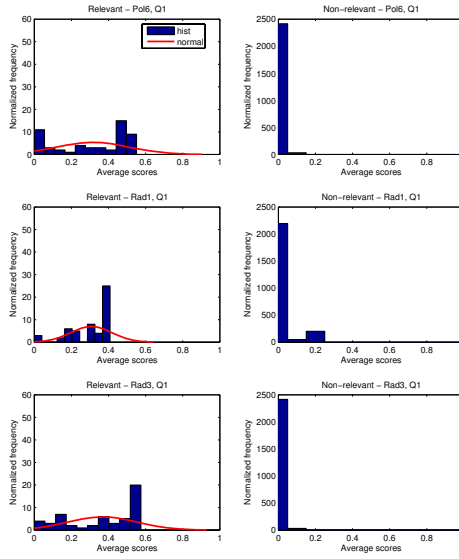 Relevant − Pol6, Q1
60
50
40
30
20
10
0
0 0.2 0.4 0.6 0.8 1
Average scores
Normalized frequency
hist
normal
Non−relevant − Pol6, Q1
2500
2000
1500
1000
500
0
0 0.2 0.4 0.6 0.8
Average scores
Normalized frequency
Relevant − Rad1, Q1
60
50
40
30
20
10
0
0 0.2 0.4 0.6 0.8 1
Average scores
Normalized frequency
Non−relevant − Rad1, Q1
2500
2000
1500
1000
500
0
0 0.2 0.4 0.6 0.8
Average scores
Normalized frequency
Relevant − Rad3, Q1
60
50
40
30
20
10
0
0 0.2 0.4 0.6 0.8 1
Average scores
Normalized frequency
Non−relevant − Rad3, Q1
2500
2000
1500
1000
500
0
0 0.2 0.4 0.6 0.8
Average scores
Normalized frequency